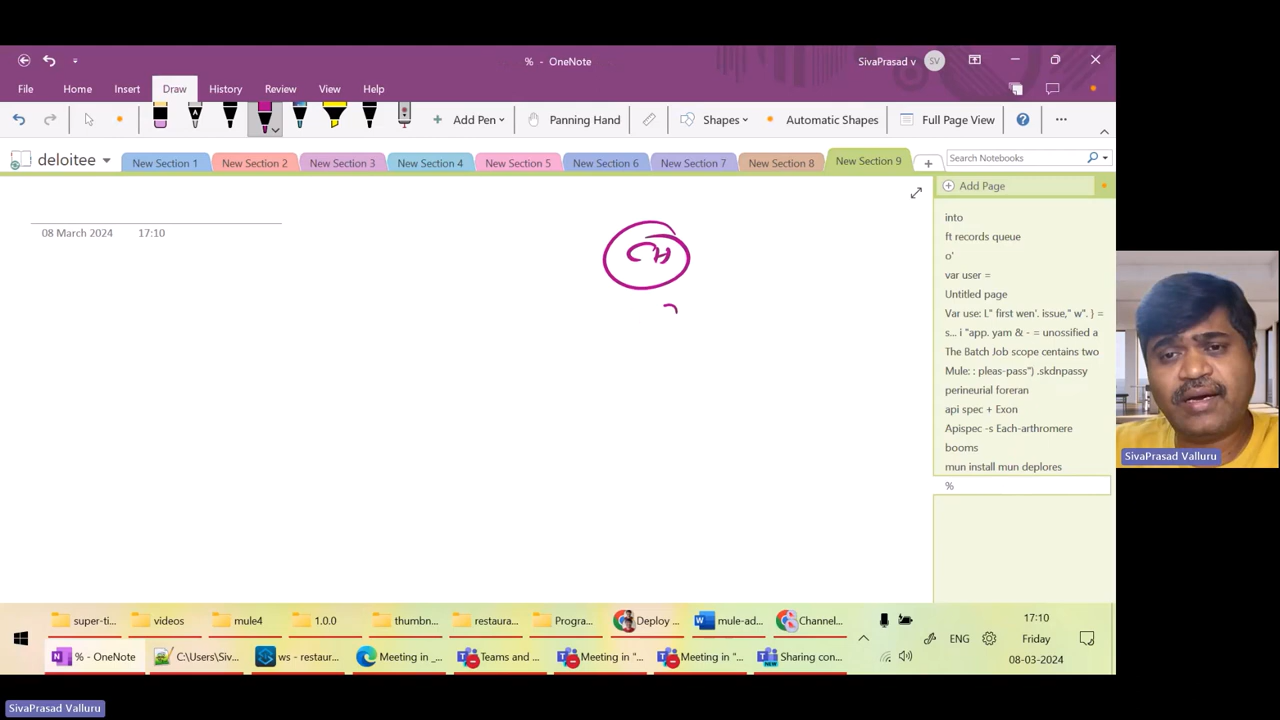 % - OneNote
SivaPrasad v
SV
File
Home
Insert
Draw
History
Review
View
Help
Add Pen
Panning Hand
Shapes
Automatic Shapes
Full Page View
deloitee
New Section 1
New Section 2
New Section 3
New Section 4
New Section 5
New Section 6
New Section 7
New Section 8
New Section 9
Search Notebooks
Add Page
08 March 2024 17:10
into
ft records queue
o'
var user =
Untitled page
Var use: L" first wen'. issue," w". } =
s... i "app. yam & - = unossified a
The Batch Job scope centains two
Mule: : pleas-pass") .skdnpassy
perineurial foreran
api spec + Exon
Apispec -s Each-arthromere
booms
mun install mun deplores
%
SivaPrasad Valluru
super-ti...
videos
mule4
1.0.0
thumbn...
restaura...
Progra...
Deploy ...
mule-ad...
Channel...
% - OneNote
C:\Users\Siv...
ws - restaur...
Meeting in _...
Teams and ...
Meeting in "...
Meeting in "...
Sharing con...
ENG
17:10
Friday
08-03-2024
SivaPrasad Valluru